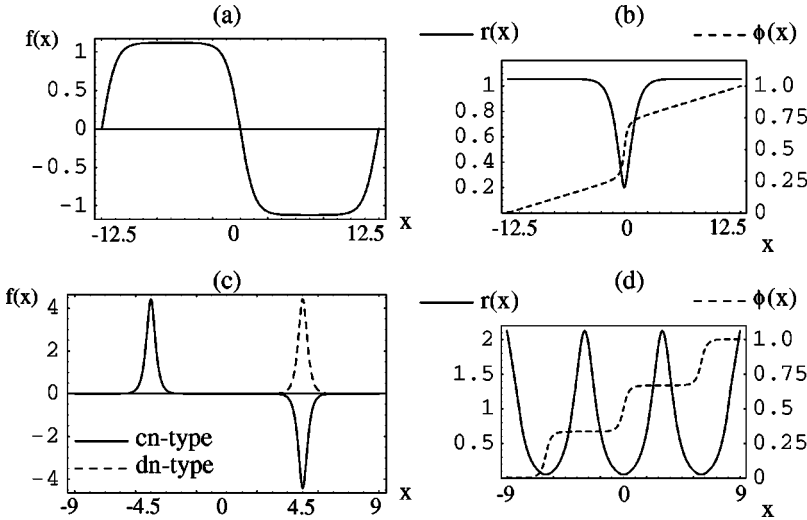 (a)
f(x)
1
0.5
0
−0.5
−1
-12.5 0 12.5 x
(b)
r(x) ϕ(x)
1
0.8
0.6
0.4
0.2
1.0
0.75
0.5
0.25
0
-12.5 0 12.5
x
(c)
f(x)
4
2
0
−2
−4
cn-type
dn-type
-9 -4.5 0 4.5 9 x
(d)
r(x) ϕ(x)
2
1.5
1
0.5
1.0
0.75
0.5
0.25
0
-9 0 9
x